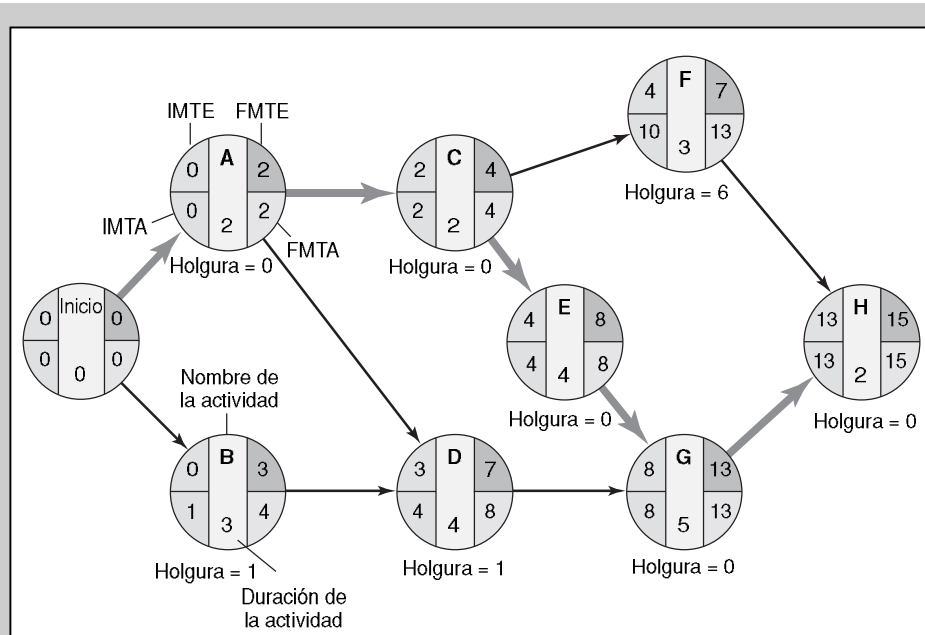 F
4
7
10
13
3
Holgura = 6
IMTE
FMTE
A
0
2
0
2
2
IMTA
FMTA
Holgura = 0
C
2
4
2
4
2
Holgura = 0
Inicio
0
0
0
0
0
E
4
8
4
8
4
Holgura = 0
H
13
15
13
15
2
Holgura = 0
Nombre de
la actividad
B
0
3
1
4
3
Holgura = 1
Duración de
la actividad
D
3
7
4
8
4
Holgura = 1
G
8
13
8
13
5
Holgura = 0